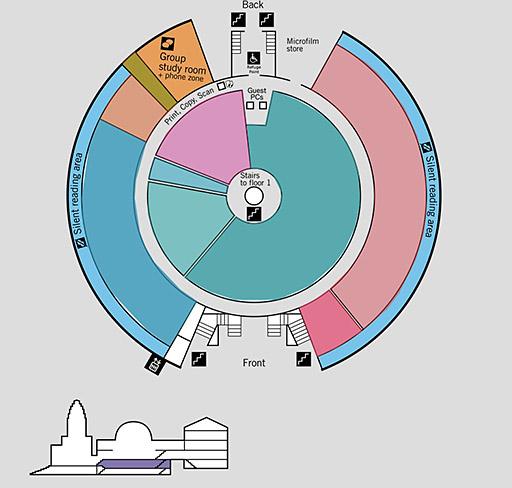 Back
Microfilm
store
Refuge
Point
Group
study room
+ phone zone
Print, Copy, Scan
Guest
PCs
Silent reading area
Silent reading area
Stairs
to floor 1
Front